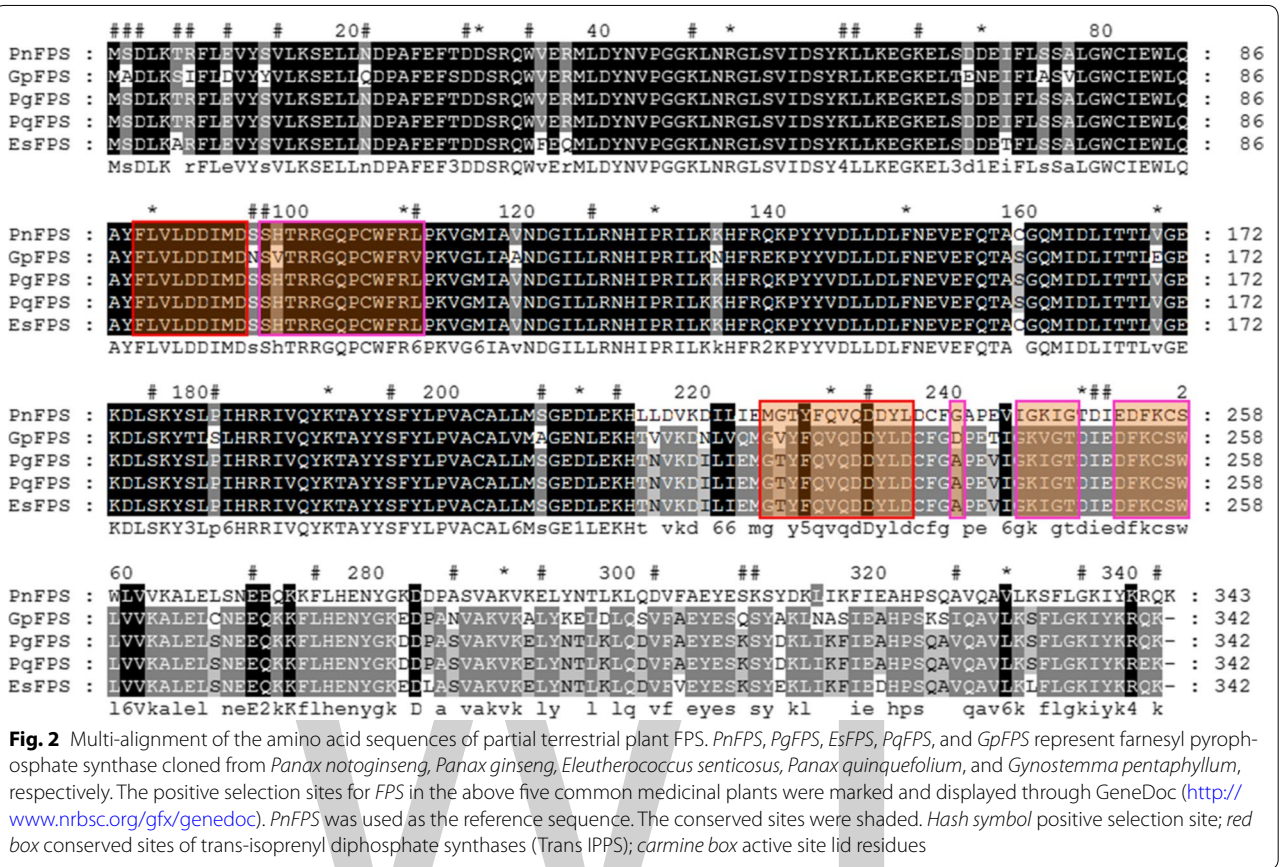 ### ## # # 20# #* # 40 # * ## # * 80
PnFPS : MSDLKTRFLEVYSVLKSELLNDPAFEFTDDSRQWVERMLDYNVPGGKLNRGLSVIDSYKLLKEGKELSDDEIFLSSALGWCIEWLQ : 86
GpFPS : MADLKSIFLDVYYVLKSELLQDPAFEFSDDSRQWVERMLDYNVPGGKLNRGLSVIDSYRLLKEGKELTENEIFLASVLGWCIEWLQ : 86
PgFPS : MSDLKTRFLEVYSVLKSELLNDPAFEFTDDSRQWVERMLDYNVPGGKLNRGLSVIDSYKLLKEGKELSDDEIFLSSALGWCIEWLQ : 86
PqFPS : MSDLKTRFLEVYSVLKSELLNDPAFEFTDDSRQWVERMLDYNVPGGKLNRGLSVIDSYKLLKEGKELSDDEIFLSSALGWCIEWLQ : 86
EsFPS : MSDLKARFLEVYSVLKSELLNDPAFEFTDDSRQWFEQMLDYNVPGGKLNRGLSVIDSYKLLKEGKELSDDETFLSSALGWCIEWLQ : 86
MsDLK rFLeVYsVLKSELLnDPAFEF3DDSRQWvErMLDYNVPGGKLNRGLSVIDSY4LLKEGKEL3d1EiFLsSaLGWCIEWLQ
* ##100 *# 120 # * 140 * 160 *
PnFPS : AYFLVLDDIMDSSHTRRGQPCWFRLPKVGMIAVNDGILLRNHIPRILKKHFRQKPYYVDLLDLFNEVEFQTACGQMIDLITTLVGE : 172
GpFPS : AYFLVLDDIMDNSVTRRGQPCWFRVPKVGLIAANDGILLRNHIPRILKNHFREKPYYVDLLDLFNEVEFQTASGQMIDLITTLEGE : 172
PgFPS : AYFLVLDDIMDSSHTRRGQPCWFRLPKVGMIAVNDGILLRNHIPRILKKHFRQKPYYVDLLDLFNEVEFQTASGQMIDLITTLVGE : 172
PqFPS : AYFLVLDDIMDSSHTRRGQPCWFRLPKVGMIAVNDGILLRNHIPRILKKHFRQKPYYVDLLDLFNEVEFQTASGQMIDLITTLVGE : 172
EsFPS : AYFLVLDDIMDSSHTRRGQPCWFRLPKVGMIAVNDGILLRNHIPRILKKHFRQKPYYVDLLDLFNEVEFQTACGQMIDLITTLVGE : 172
AYFLVLDDIMDsShTRRGQPCWFR6PKVG6IAvNDGILLRNHIPRILKkHFR2KPYYVDLLDLFNEVEFQTA GQMIDLITTLvGE
# 180# * # 200 # * # 220 * # 240 *## 2
PnFPS : KDLSKYSLPIHRRIVQYKTAYYSFYLPVACALLMSGEDLEKHLLDVKDILIEMGTYFQVQDDYLDCFGAPEVIGKIGTDIEDFKCS : 258
GpFPS : KDLSKYTLSLHRRIVQYKTAYYSFYLPVACALVMAGENLEKHTVVKDNLVQMGVYFQVQDDYLDCFGDPETIGKVGTDIEDFKCSW : 258
PgFPS : KDLSKYSLPIHRRIVQYKTAYYSFYLPVACALLMSGEDLEKHTNVKDILIEMGTYFQVQDDYLDCFGAPEVIGKIGTDIEDFKCSW : 258
PqFPS : KDLSKYSLPIHRRIVQYKTAYYSFYLPVACALLMSGEDLEKHTNVKDILIEMGTYFQVQDDYLDCFGAPEVIGKIGTDIEDFKCSW : 258
EsFPS : KDLSKYSLPIHRRIVQYKTAYYSFYLPVACALLMSGEDLEKHTNVKDILIEMGTYFQVQDDYLDCFGAPEVIGKIGTDIEDFKCSW : 258
KDLSKY3Lp6HRRIVQYKTAYYSFYLPVACAL6MsGE1LEKHt vkd 66 mg y5qvqdDyldcfg pe 6gk gtdiedfkcsw
60 # # 280 # * # 300 # ## 320 # * # 340 #
PnFPS : WLVVKALELSNEEQKKFLHENYGKDDPASVAKVKELYNTLKLQDVFAEYESKSYDKLIKFIEAHPSQAVQAVLKSFLGKIYKRQK : 343
GpFPS : LVVKALELCNEEQKKFLHENYGKEDPANVAKVKALYKELDLQSVFAEYESQSYAKLNASIEAHPSKSIQAVLKSFLGKIYKRQK- : 342
PgFPS : LVVKALELSNEEQKKFLHENYGKDDPASVAKVKELYNTLKLQDVFAEYESKSYDKLIKFIEAHPSQAVQAVLKSFLGKIYKRQK- : 342
PqFPS : LVVKALELSNEEQKKFLHENYGKDDPASVAKVKELYNTLKLQDVFAEYESKSYDKLIKFIEAHPSQAVQAVLKSFLGKIYKREK- : 342
EsFPS : LVVKALELSNEEQKKFLHENYGKEDLASVAKVKELYNTLKLQDVFVEYESKSYEKLIKFIEDHPSQAVQAVLKLFLGKIYKRQK- : 342
l6Vkalel neE2kKflhenygk D a vakvk ly l lq vf eyes sy kl ie hps qav6k flgkiyk4 k
Fig. 2 Multi-alignment of the amino acid sequences of partial terrestrial plant FPS. PnFPS, PgFPS, EsFPS, PqFPS, and GpFPS represent farnesyl pyroph-
osphate synthase cloned from Panax notoginseng, Panax ginseng, Eleutherococcus senticosus, Panax quinquefolium, and Gynostemma pentaphyllum,
respectively. The positive selection sites for FPS in the above five common medicinal plants were marked and displayed through GeneDoc (http://
www.nrbsc.org/gfx/genedoc). PnFPS was used as the reference sequence. The conserved sites were shaded. Hash symbol positive selection site; red
box conserved sites of trans-isoprenyl diphosphate synthases (Trans IPPS); carmine box active site lid residues